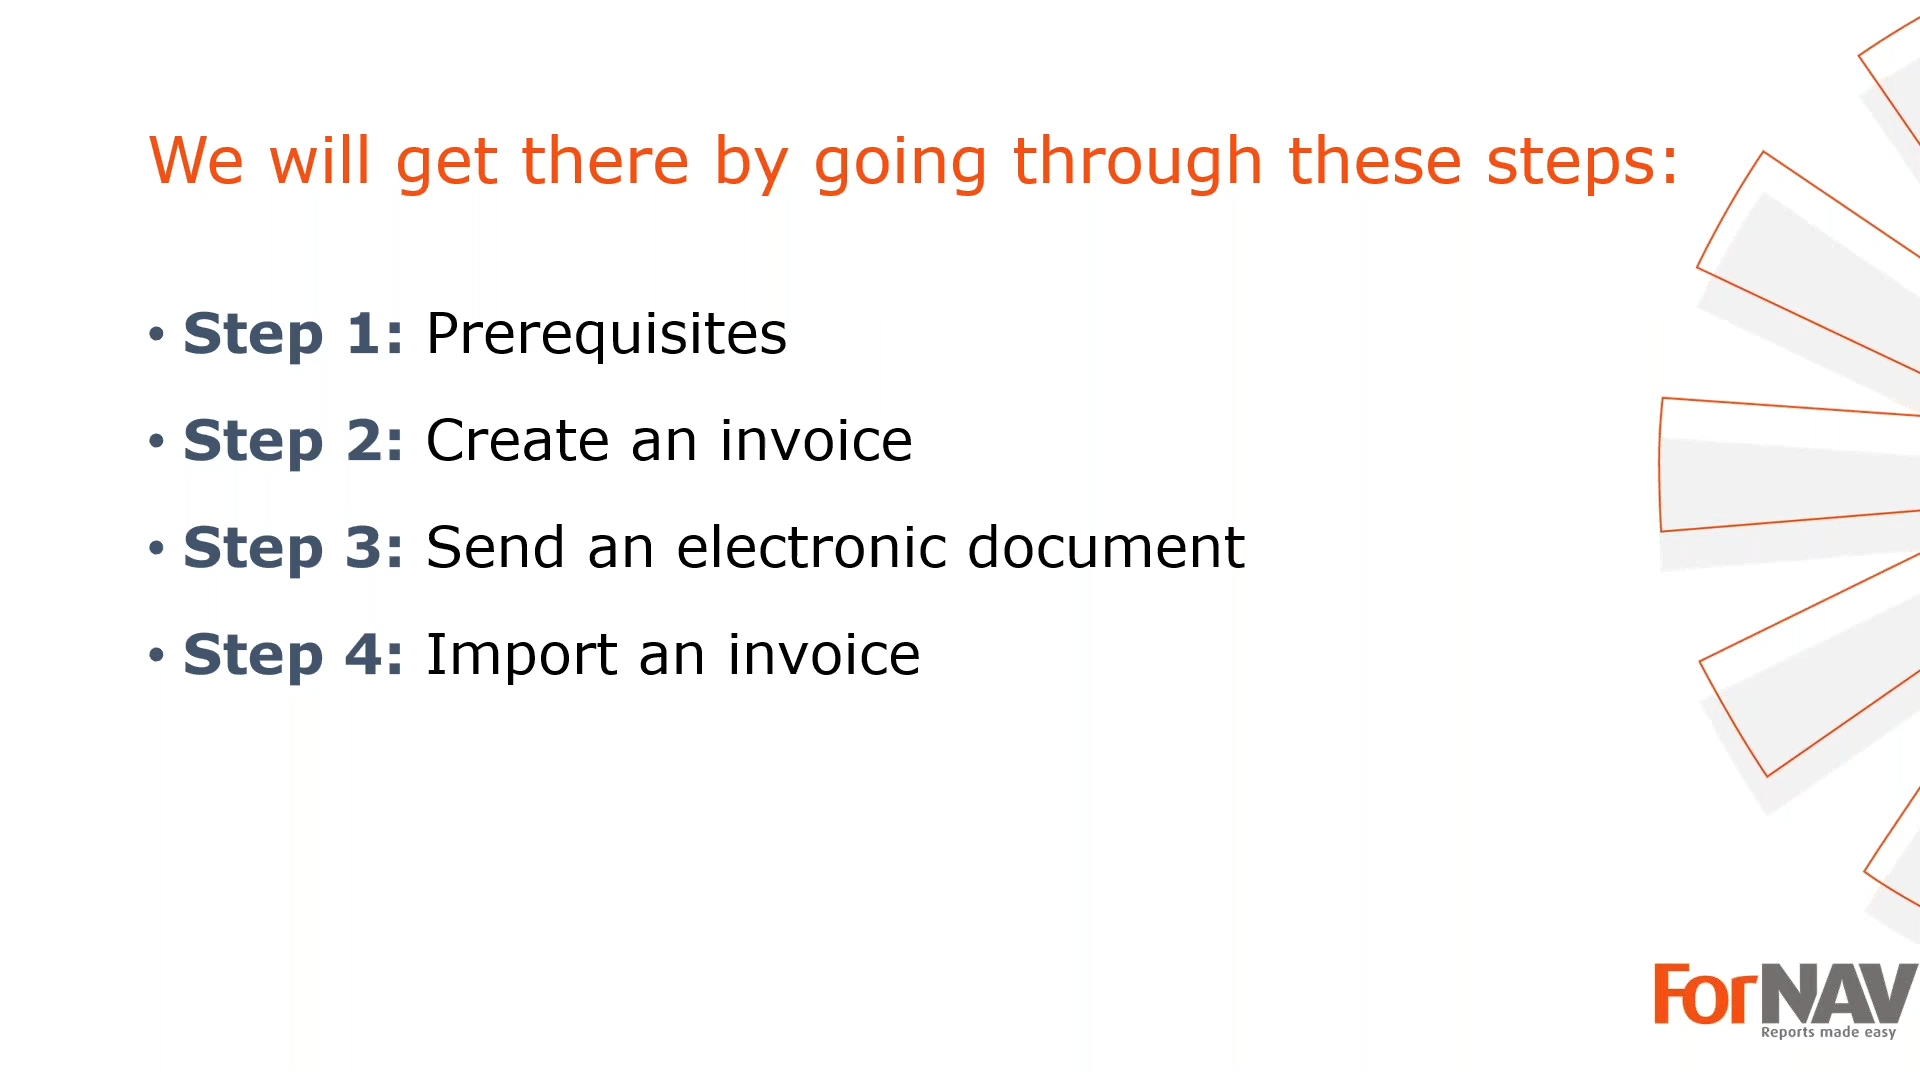 We will get there by going through these steps:
• Step 1: Prerequisites
• Step 2: Create an invoice
• Step 3: Send an electronic document
• Step 4: Import an invoice
ForNAV
Reports made easy